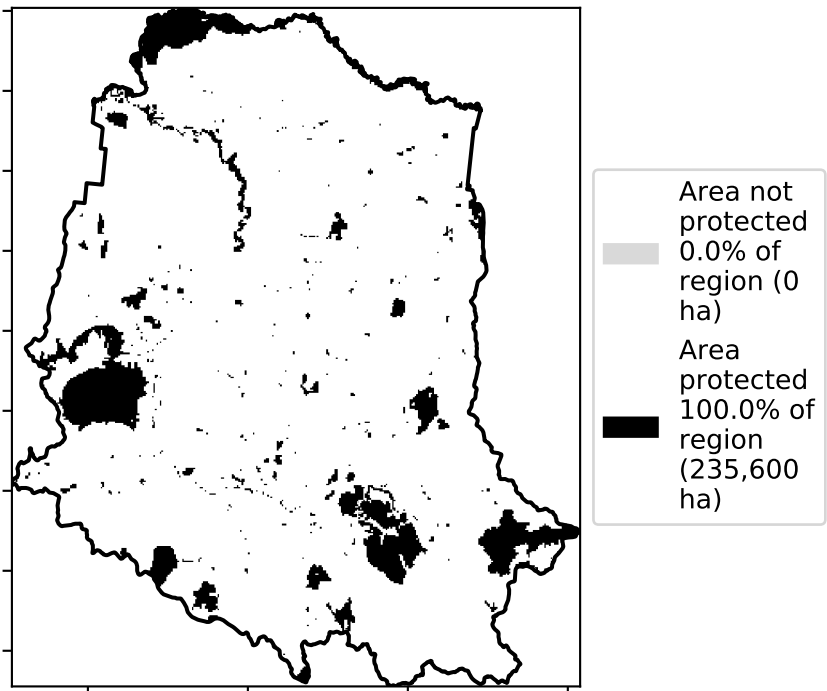 Area not
protected
0.0% of
region (0
ha)
Area
protected
100.0% of
region
(235,600
ha)